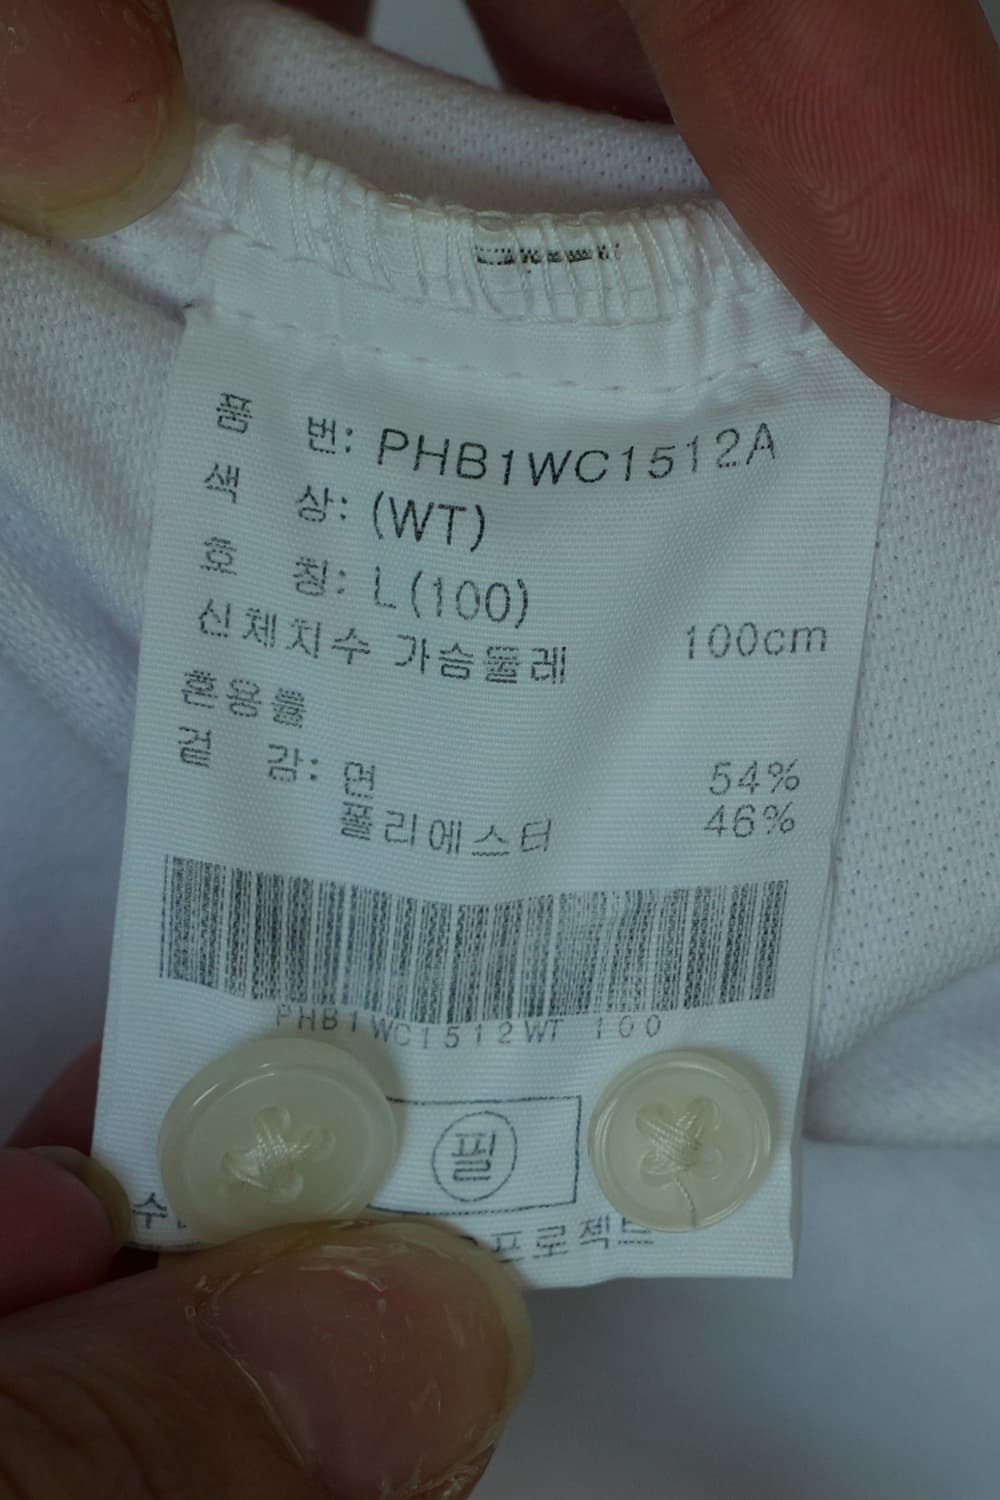 품 번: PHB1WC1512A
색 상: (WT)
호 칭: L(100)
신체치수 가슴둘레 100cm
혼용률
겉 감: 면 54%
폴리에스터 46%
PHB1WC1512WT 100
필
프로젝트